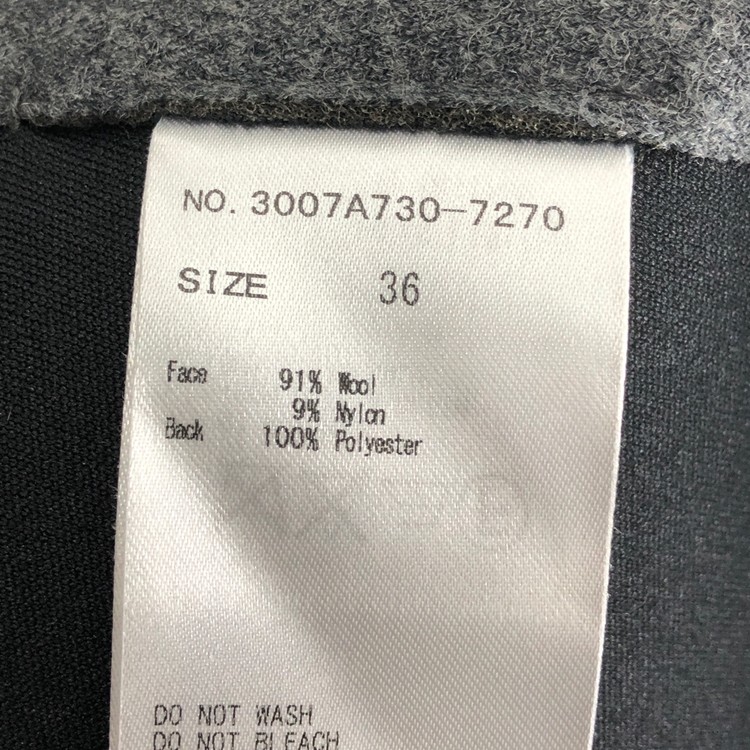 NO. 3007A730-7270
SIZE 36
Face 91% Wool
9% Nylon
Back 100% Polyester
DO NOT WASH
DO NOT BLEACH